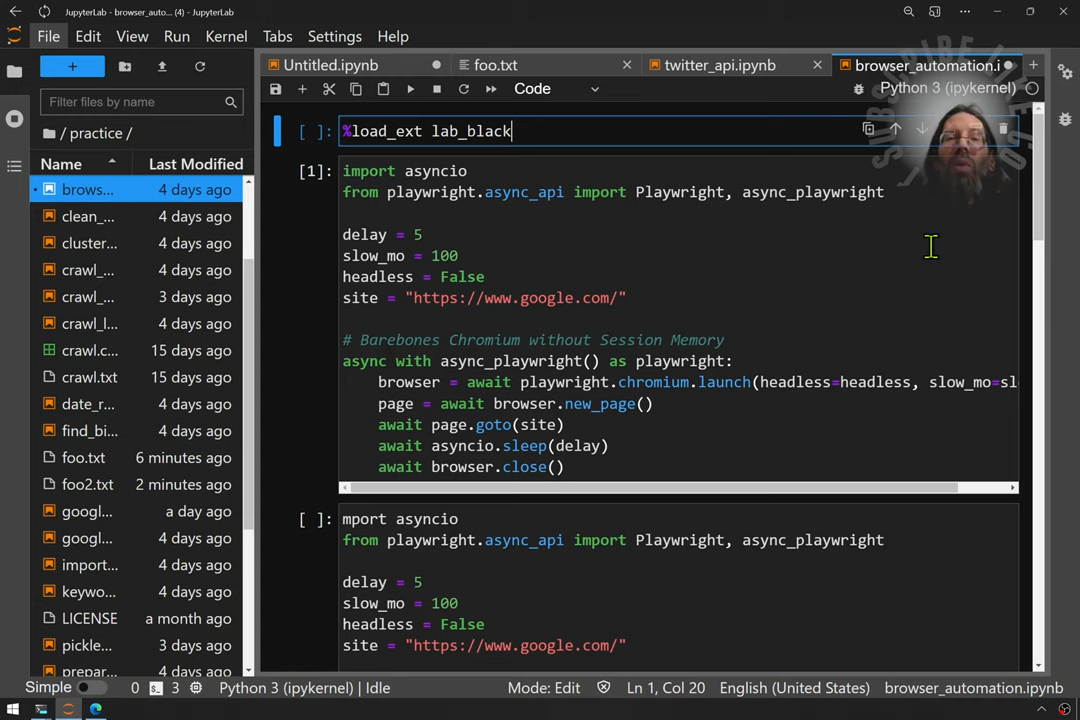 JupyterLab
browser_auto... (4) - JupyterLab
File Edit View Run Kernel Tabs Settings Help
Untitled.ipynb
foo.txt
twitter_api.ipynb
browser_automation.i
Filter files by name
Code
Python 3 (ipykernel)
/ practice /
Name Last Modified
brows... 4 days ago
clean_... 4 days ago
cluster... 4 days ago
crawl_... 4 days ago
crawl_... 3 days ago
crawl_l... 4 days ago
crawl.c... 15 days ago
crawl.txt 15 days ago
date_r... 4 days ago
find_bi... 4 days ago
foo.txt 6 minutes ago
foo2.txt 2 minutes ago
googl... a day ago
googl... 4 days ago
import... 4 days ago
keywo... 4 days ago
LICENSE a month ago
pickle... 3 days ago
prepar... 4 days ago
[ ]: %load_ext lab_black
[1]: import asyncio
from playwright.async_api import Playwright, async_playwright
delay = 5
slow_mo = 100
headless = False
site = "https://www.google.com/"
# Barebones Chromium without Session Memory
async with async_playwright() as playwright:
browser = await playwright.chromium.launch(headless=headless, slow_mo=sl
page = await browser.new_page()
await page.goto(site)
await asyncio.sleep(delay)
await browser.close()
[ ]: mport asyncio
from playwright.async_api import Playwright, async_playwright
delay = 5
slow_mo = 100
headless = False
site = "https://www.google.com/"
Simple 0 3 Python 3 (ipykernel) | Idle Mode: Edit Ln 1, Col 20 English (United States) browser_automation.ipynb